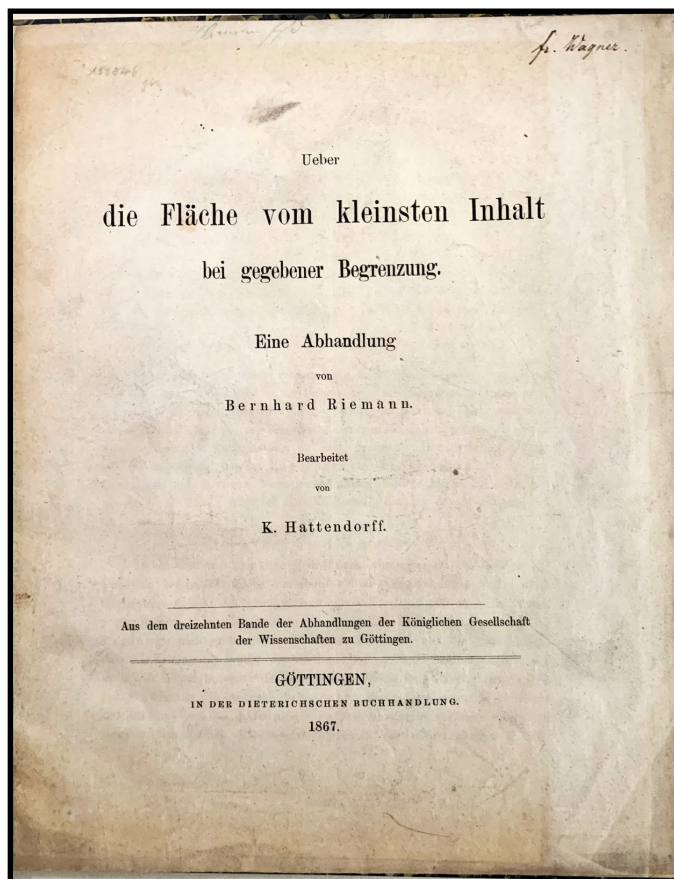 fr. Wagner.
Ueber
die Fläche vom kleinsten Inhalt
bei gegebener Begrenzung.
Eine Abhandlung
von
Bernhard Riemann.
Bearbeitet
von
K. Hattendorff.
Aus dem dreizehnten Bande der Abhandlungen der Königlichen Gesellschaft
der Wissenschaften zu Göttingen.
GÖTTINGEN,
IN DER DIETERICHSCHEN BUCHHANDLUNG.
1867.